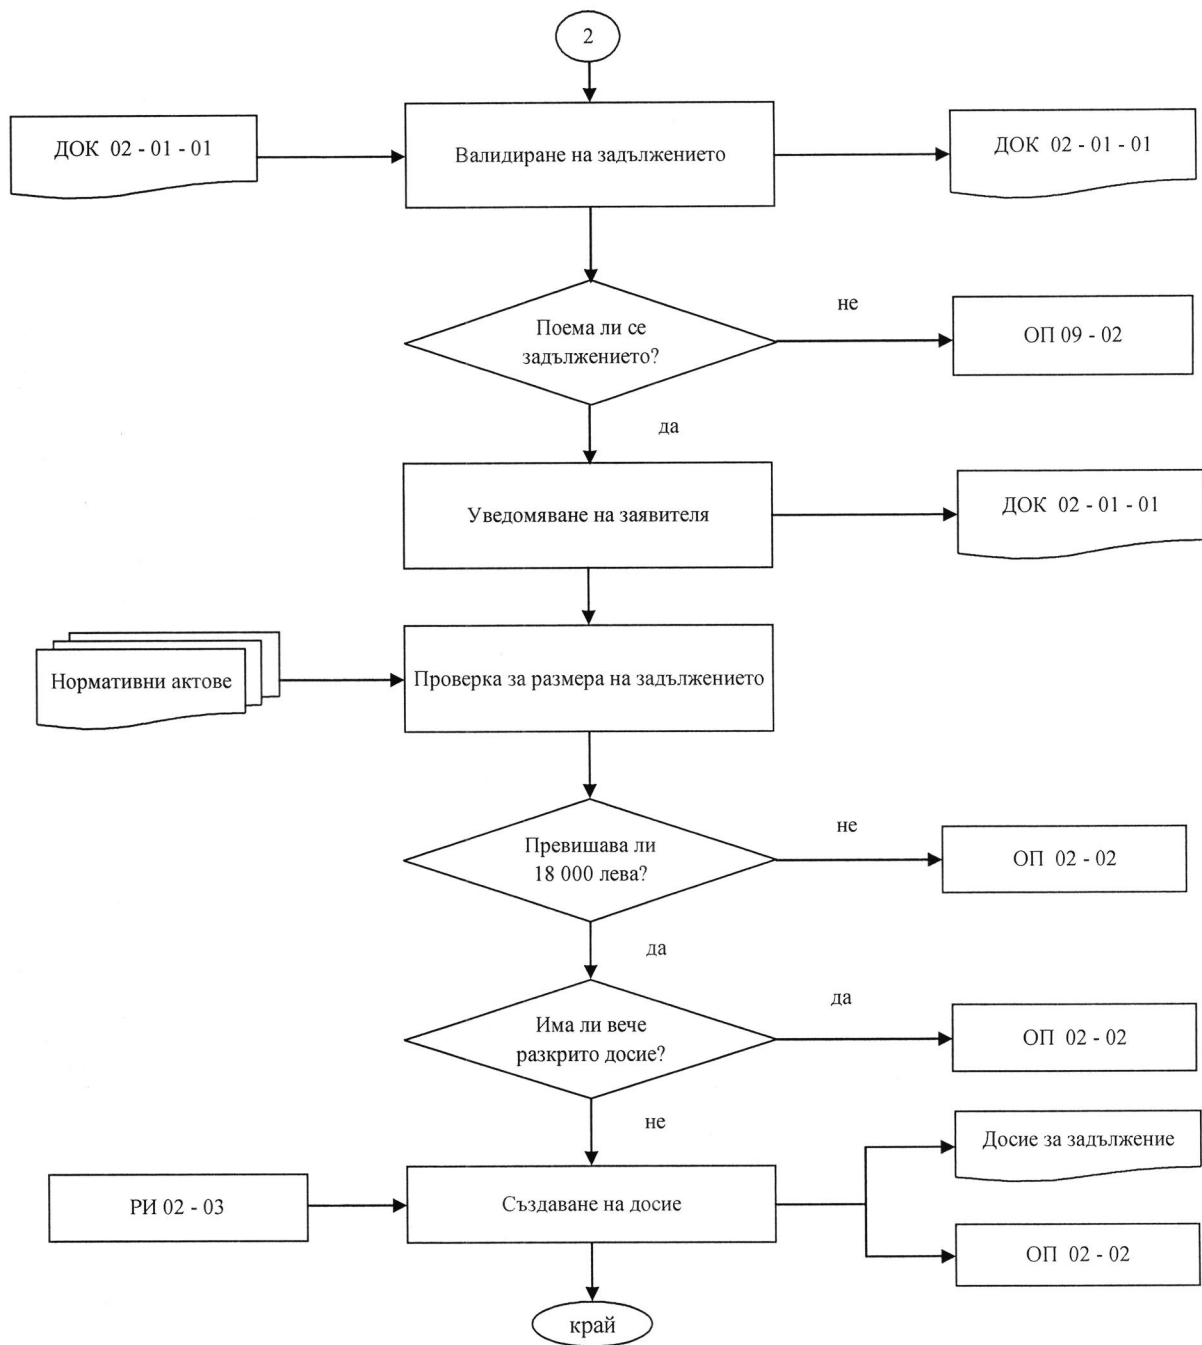 2
ДОК 02 - 01 - 01
Валидиране на задължението
ДОК 02 - 01 - 01
Поема ли се
задължението?
не
ОП 09 - 02
да
Уведомяване на заявителя
ДОК 02 - 01 - 01
Нормативни актове
Проверка за размера на задължението
Превишава ли
18 000 лева?
не
ОП 02 - 02
да
Има ли вече
разкрито досие?
да
ОП 02 - 02
не
Досие за задължение
РИ 02 - 03
Създаване на досие
ОП 02 - 02
край